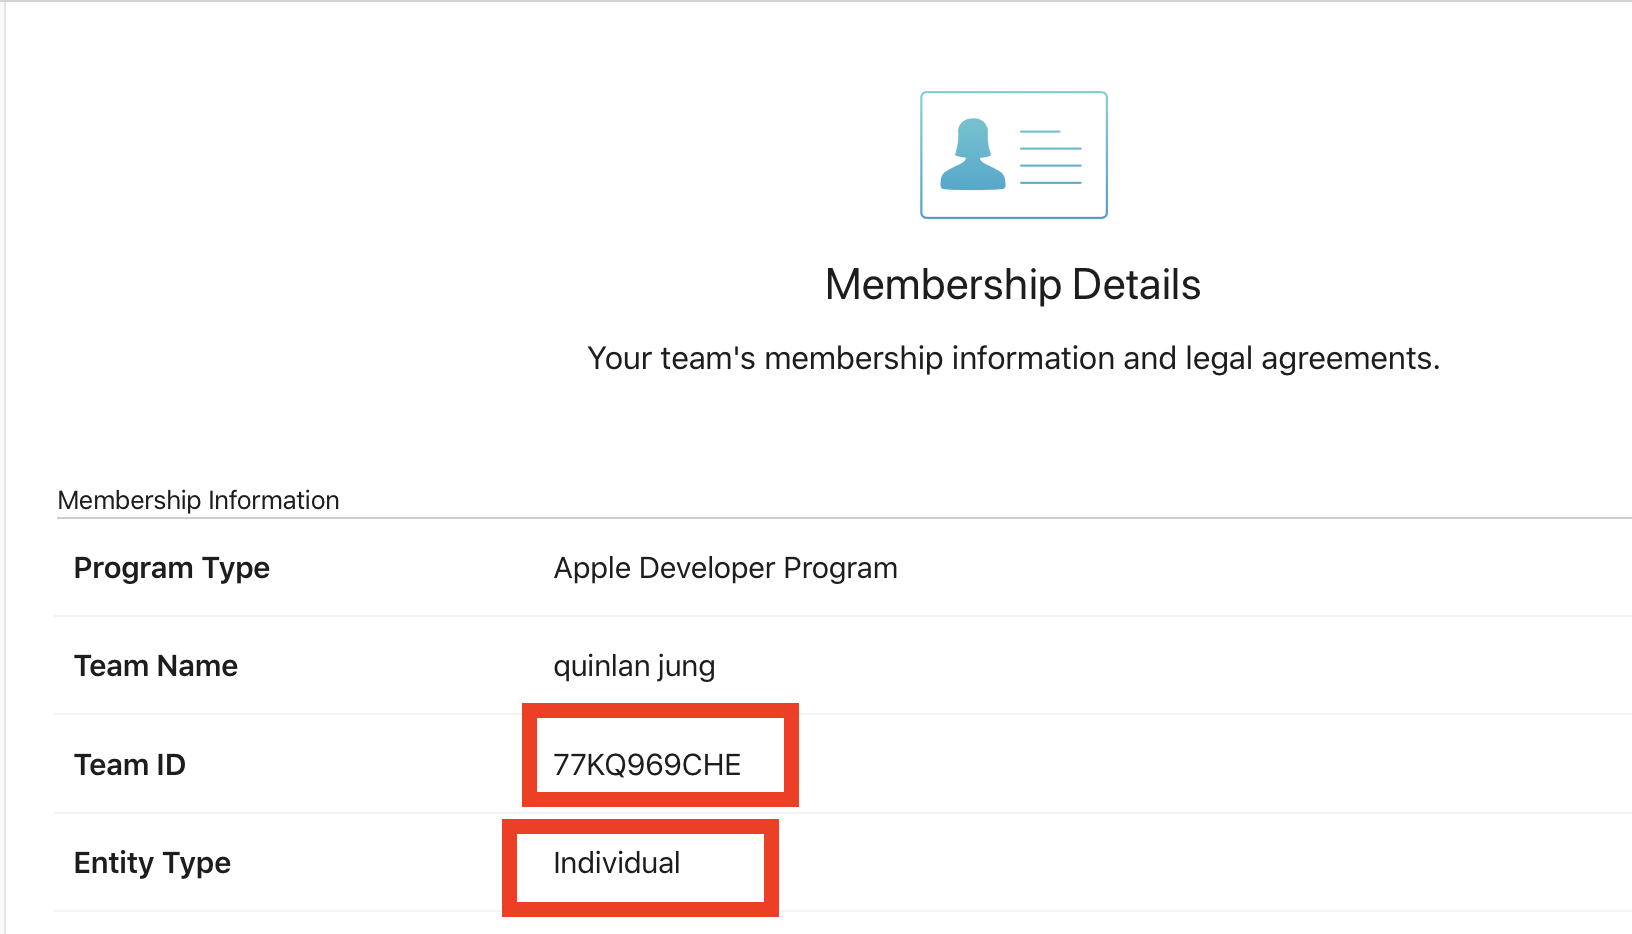 Membership Details
Your team's membership information and legal agreements.
Membership Information
Program Type Apple Developer Program
Team Name quinlan jung
Team ID 77KQ969CHE
Entity Type Individual